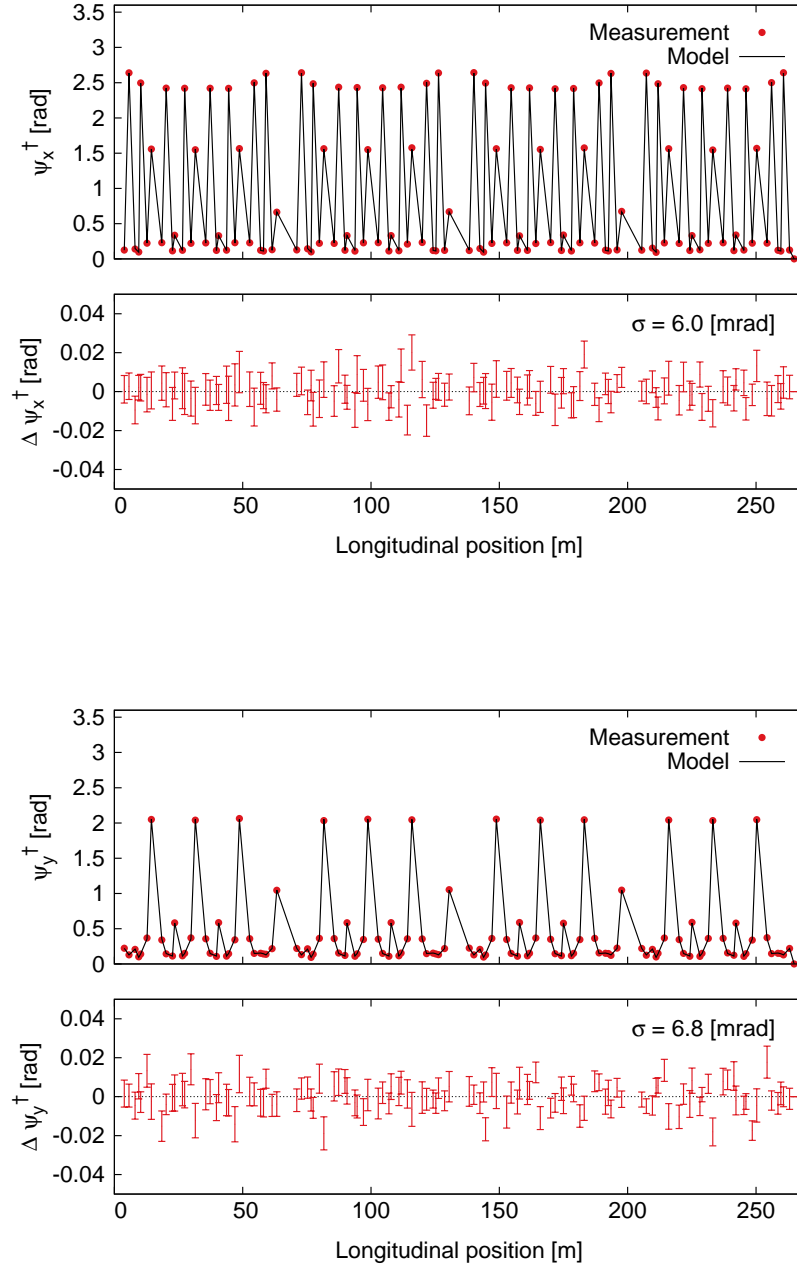 3.5
3
2.5
2
1.5
1
0.5
0
ψx† [rad]
Measurement
Model
0.04
0.02
0
-0.02
-0.04
Δ ψx† [rad]
σ = 6.0 [mrad]
0 50 100 150 200 250
Longitudinal position [m]
3.5
3
2.5
2
1.5
1
0.5
0
ψy† [rad]
Measurement
Model
0.04
0.02
0
-0.02
-0.04
Δ ψy† [rad]
σ = 6.8 [mrad]
0 50 100 150 200 250
Longitudinal position [m]